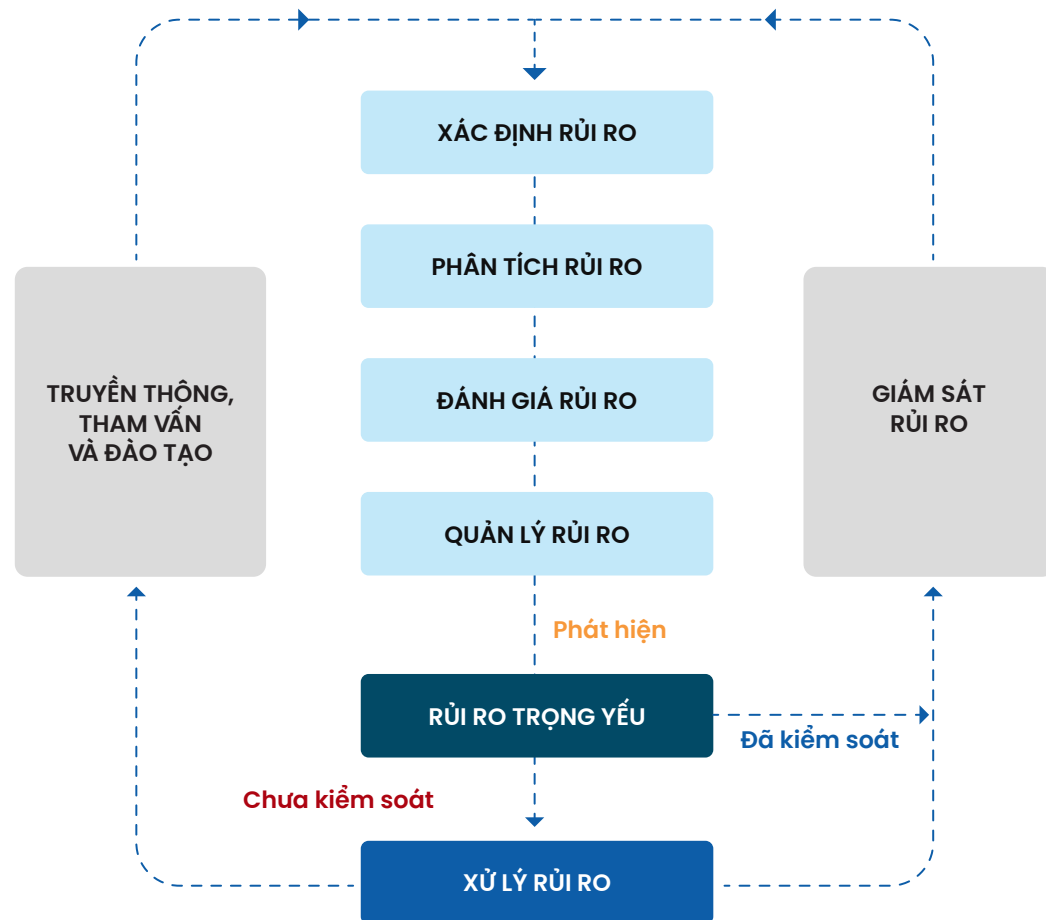 XÁC ĐỊNH RỦI RO
PHÂN TÍCH RỦI RO
TRUYỀN THÔNG,
THAM VẤN
VÀ ĐÀO TẠO
ĐÁNH GIÁ RỦI RO
GIÁM SÁT
RỦI RO
QUẢN LÝ RỦI RO
Phát hiện
RỦI RO TRỌNG YẾU
Đã kiểm soát
Chưa kiểm soát
XỬ LÝ RỦI RO